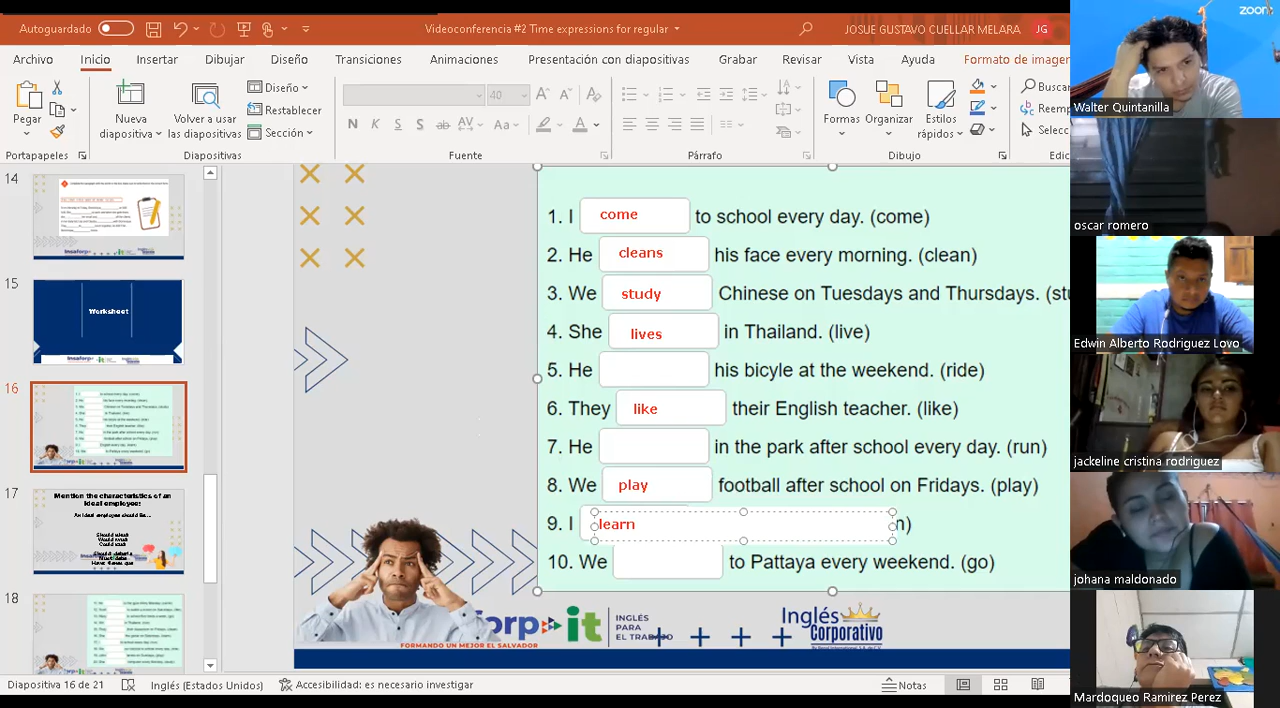 Autoguardado
Videoconferencia #2 Time expressions for regular
JOSUE GUSTAVO CUELLAR MELARA
JG
Archivo Inicio Insertar Dibujar Diseño Transiciones Animaciones Presentación con diapositivas Grabar Revisar Vista Ayuda Formato de imagen
Pegar
Nueva diapositiva
Volver a usar las diapositivas
Diseño
Restablecer
Sección
40
N K S S ab AV Aa A
Formas
Organizar
Estilos rápidos
Buscar
Portapapeles Diapositivas Fuente Párrafo Dibujo
14
15
Worksheet
16
17
Mention the characteristics of an
ideal employee:
An ideal employee should be...
18
1. I come to school every day. (come)
2. He cleans his face every morning. (clean)
3. We study Chinese on Tuesdays and Thursdays.
4. She lives in Thailand. (live)
5. He his bicyle at the weekend. (ride)
6. They like their English teacher. (like)
7. He in the park after school every day. (run)
8. We play football after school on Fridays. (play)
9. I learn n)
10. We to Pattaya every weekend. (go)
orp it
INGLÉS
PARA
EL TRABAJO
FORMANDO UN MEJOR EL SALVADOR
Inglés
Corporativo
Diapositiva 16 de 21
Inglés (Estados Unidos)
Accesibilidad: es necesario investigar
Notas
zoom
Walter Quintanilla
oscar romero
Edwin Alberto Rodriguez Lovo
jackeline cristina rodriguez
johana maldonado
Mardoqueo Ramirez Perez